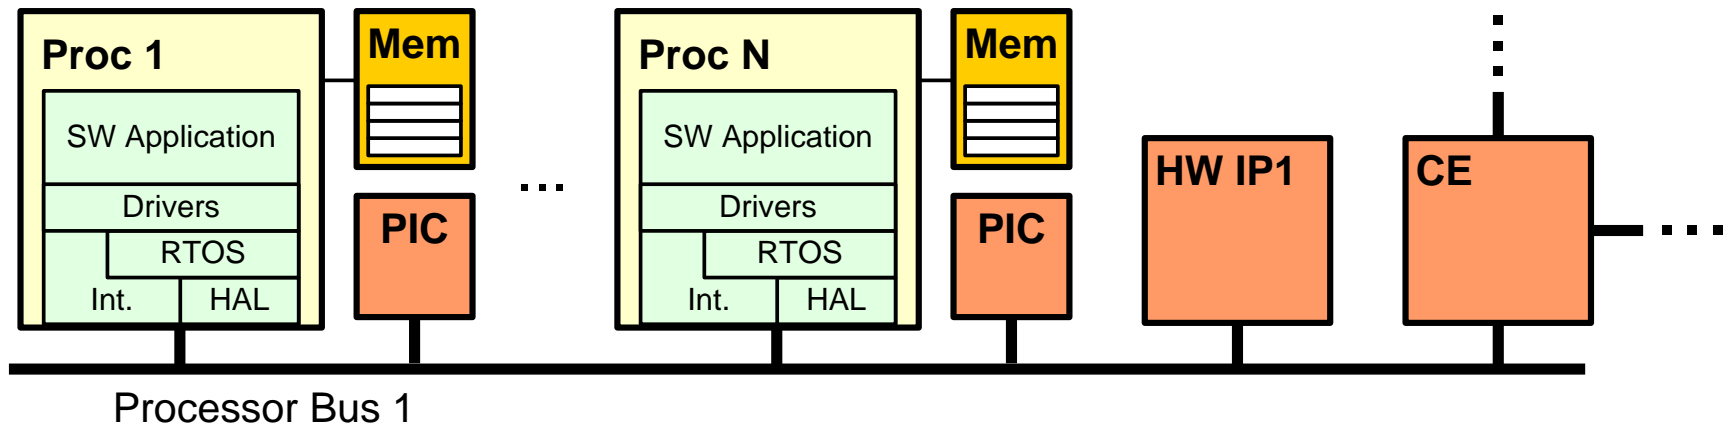 Proc 1
SW Application
Drivers
RTOS
Int.
HAL
Mem
PIC
Proc N
SW Application
Drivers
RTOS
Int.
HAL
Mem
PIC
HW IP1
CE
Processor Bus 1